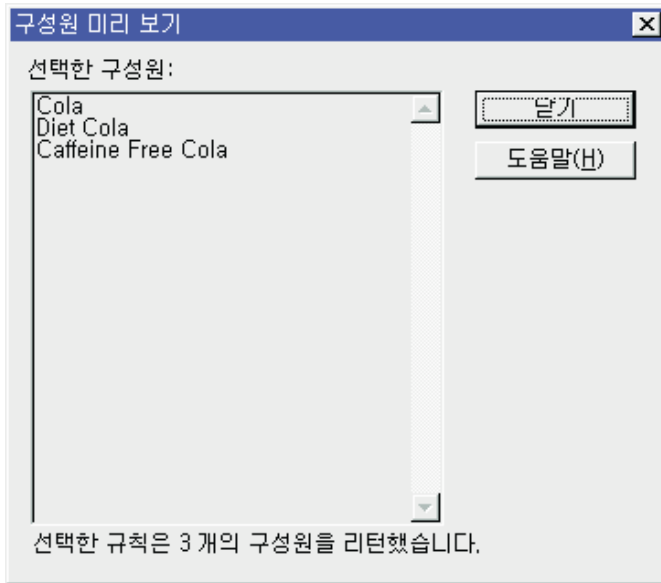 구성원 미리 보기
선택한 구성원:
Cola
Diet Cola
Caffeine Free Cola
닫기
도움말(H)
선택한 규칙은 3 개의 구성원을 리턴했습니다.